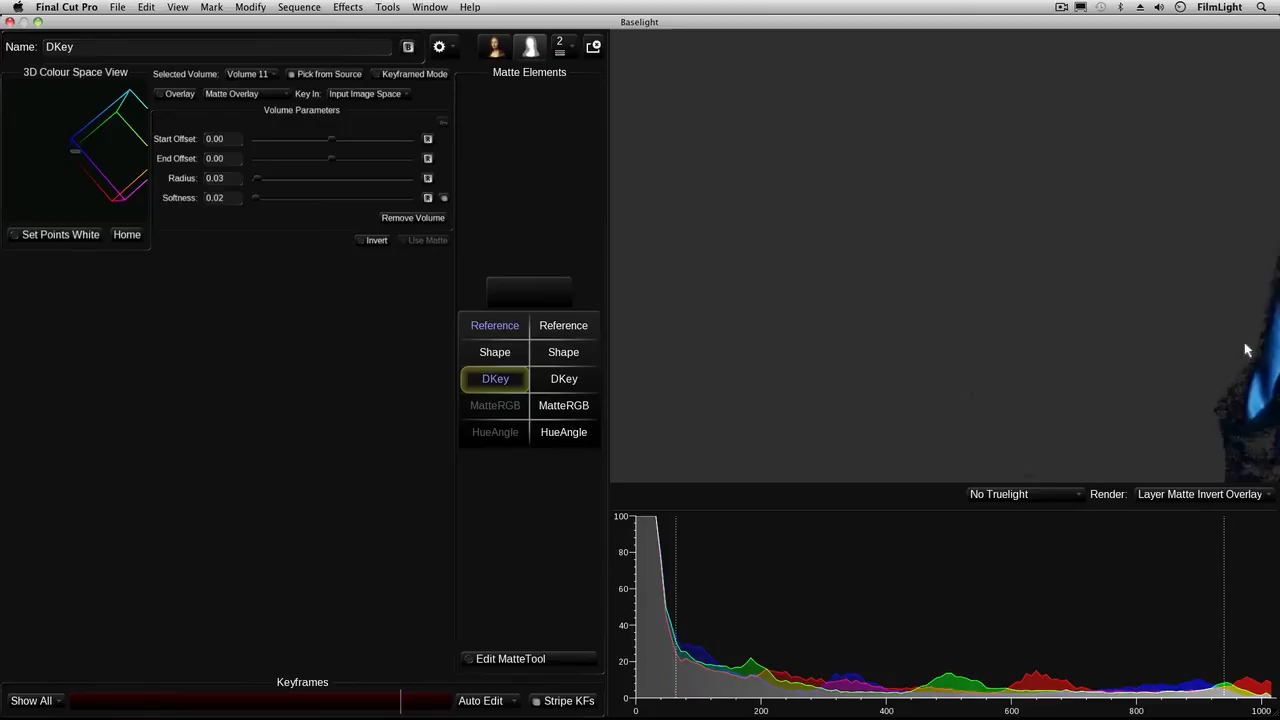 Final Cut Pro File Edit View Mark Modify Sequence Effects Tools Window Help FilmLight
Baselight
Name: DKey B 2
3D Colour Space View
Selected Volume: Volume 11 Pick from Source Keyframed Mode
Matte Elements
Overlay Matte Overlay Key In: Input Image Space
Volume Parameters
Start Offset: 0.00 R
End Offset: 0.00 R
Radius: 0.03 R
Softness: 0.02 R
Remove Volume
Set Points White Home
Invert Use Matte
Reference Reference
Shape Shape
DKey DKey
MatteRGB MatteRGB
HueAngle HueAngle
No Truelight Render: Layer Matte Invert Overlay
100
80
60
40
20
0
0 200 400 600 800 1000
Edit MatteTool
Keyframes
Show All Auto Edit Stripe KFs